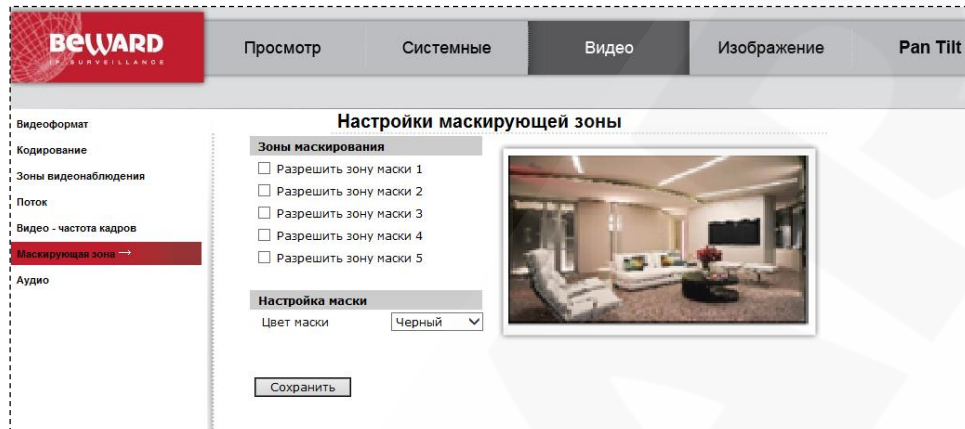 BEWARD
IP SURVEILLANCE
Просмотр
Системные
Видео
Изображение
Pan Tilt
Видеоформат
Кодирование
Зоны видеонаблюдения
Поток
Видео - частота кадров
Маскирующая зона →
Аудио
Настройки маскирующей зоны
Зоны маскирования
Разрешить зону маски 1
Разрешить зону маски 2
Разрешить зону маски 3
Разрешить зону маски 4
Разрешить зону маски 5
Настройка маски
Цвет маски Черный
Сохранить